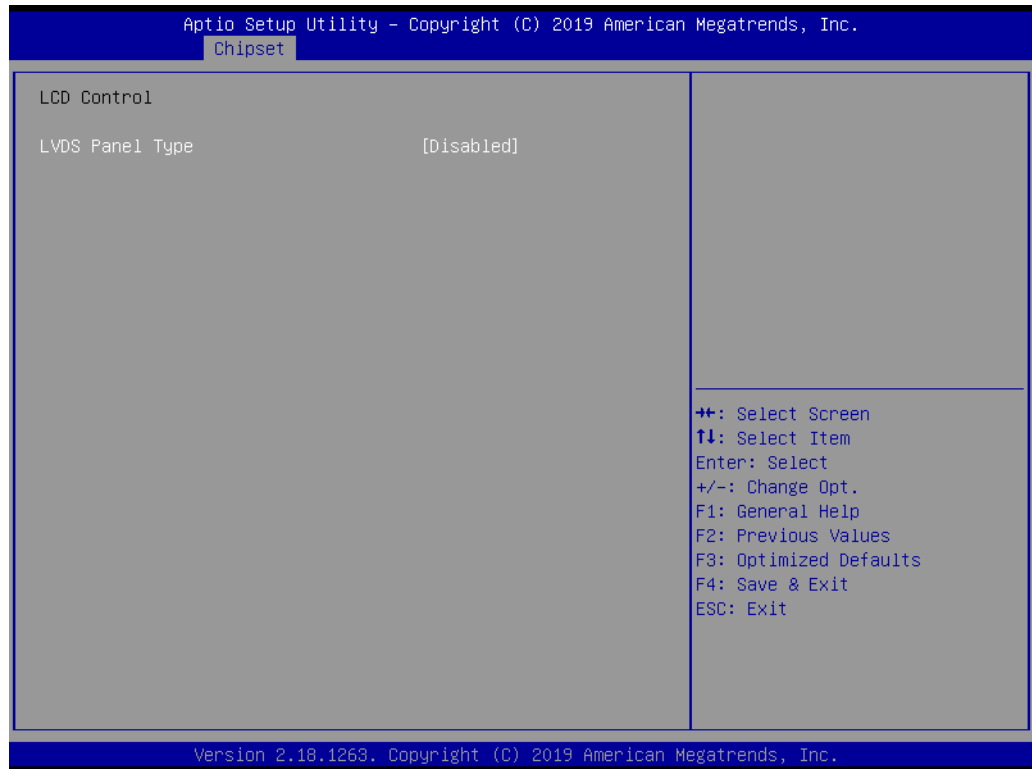 Aptio Setup Utility – Copyright (C) 2019 American Megatrends, Inc.
Chipset
LCD Control
LVDS Panel Type [Disabled]
→←: Select Screen
↑↓: Select Item
Enter: Select
+/-: Change Opt.
F1: General Help
F2: Previous Values
F3: Optimized Defaults
F4: Save & Exit
ESC: Exit
Version 2.18.1263. Copyright (C) 2019 American Megatrends, Inc.